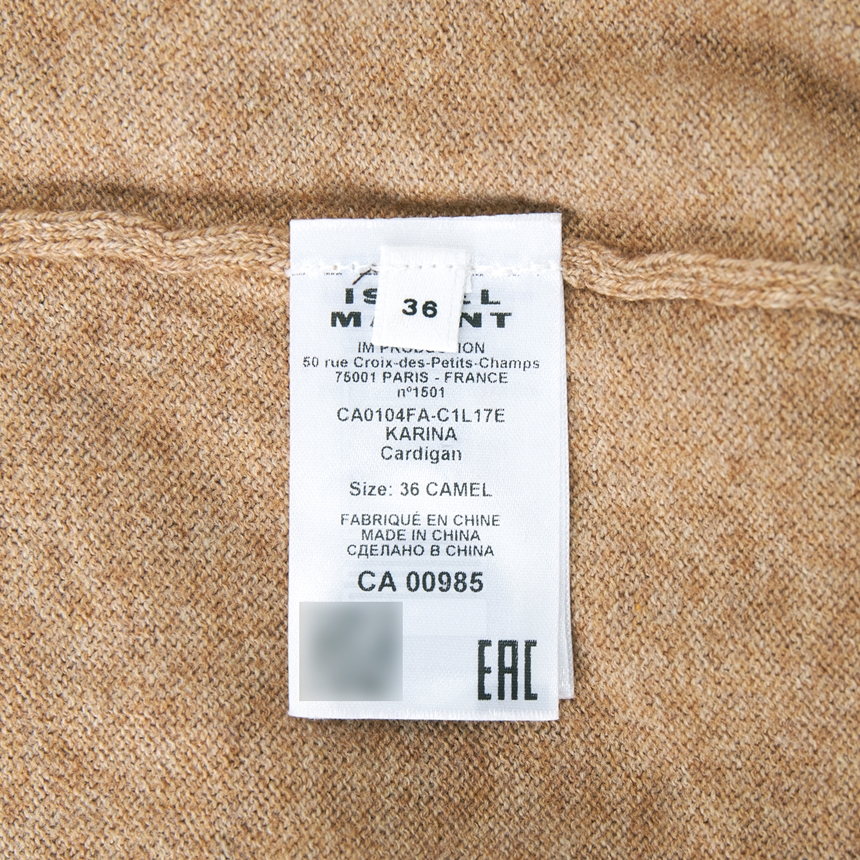 36
IM
50 rue Croix-des-Petits-Champs
75001 PARIS - FRANCE
n°1501
CA0104FA-C1L17E
KARINA
Cardigan
Size: 36 CAMEL
FABRIQUÉ EN CHINE
MADE IN CHINA
СДЕЛАНО В CHINA
CA 00985
EAC